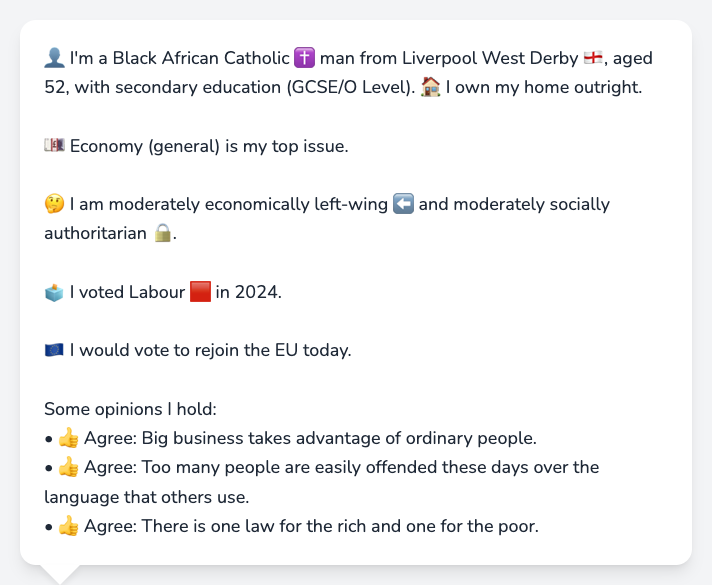 👤 I'm a Black African Catholic ✝️ man from Liverpool West Derby 🏴󠁧󠁢󠁥󠁮󠁧󠁿, aged
52, with secondary education (GCSE/O Level). 🏠 I own my home outright.
💷 Economy (general) is my top issue.
🤔 I am moderately economically left-wing ⬅️ and moderately socially
authoritarian 🔒.
🗳️ I voted Labour 🟥 in 2024.
🇪🇺 I would vote to rejoin the EU today.
Some opinions I hold:
• 👍 Agree: Big business takes advantage of ordinary people.
• 👍 Agree: Too many people are easily offended these days over the
language that others use.
• 👍 Agree: There is one law for the rich and one for the poor.